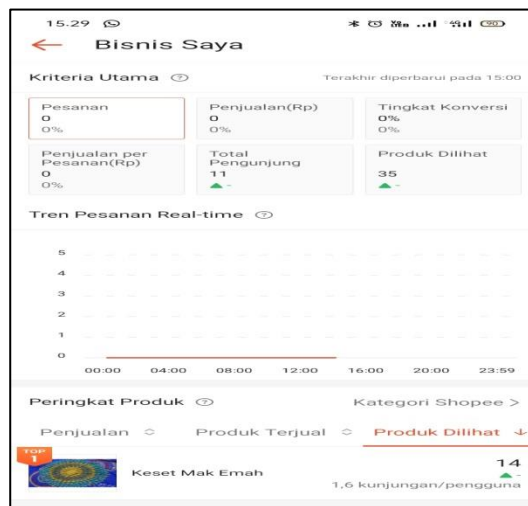 15.29
90
Bisnis Saya
Kriteria Utama
Terakhir diperbarui pada 15:00
Pesanan
0
0%
Penjualan(Rp)
0
0%
Tingkat Konversi
0%
0%
Penjualan per
Pesanan(Rp)
0
0%
Total
Pengunjung
11
-
Produk Dilihat
35
-
Tren Pesanan Real-time
5
4
3
2
1
0
00:00 04:00 08:00 12:00 16:00 20:00 23:59
Peringkat Produk
Kategori Shopee >
Penjualan Produk Terjual Produk Dilihat
TOP
1
Keset Mak Emah
14
-
1,6 kunjungan/pengguna